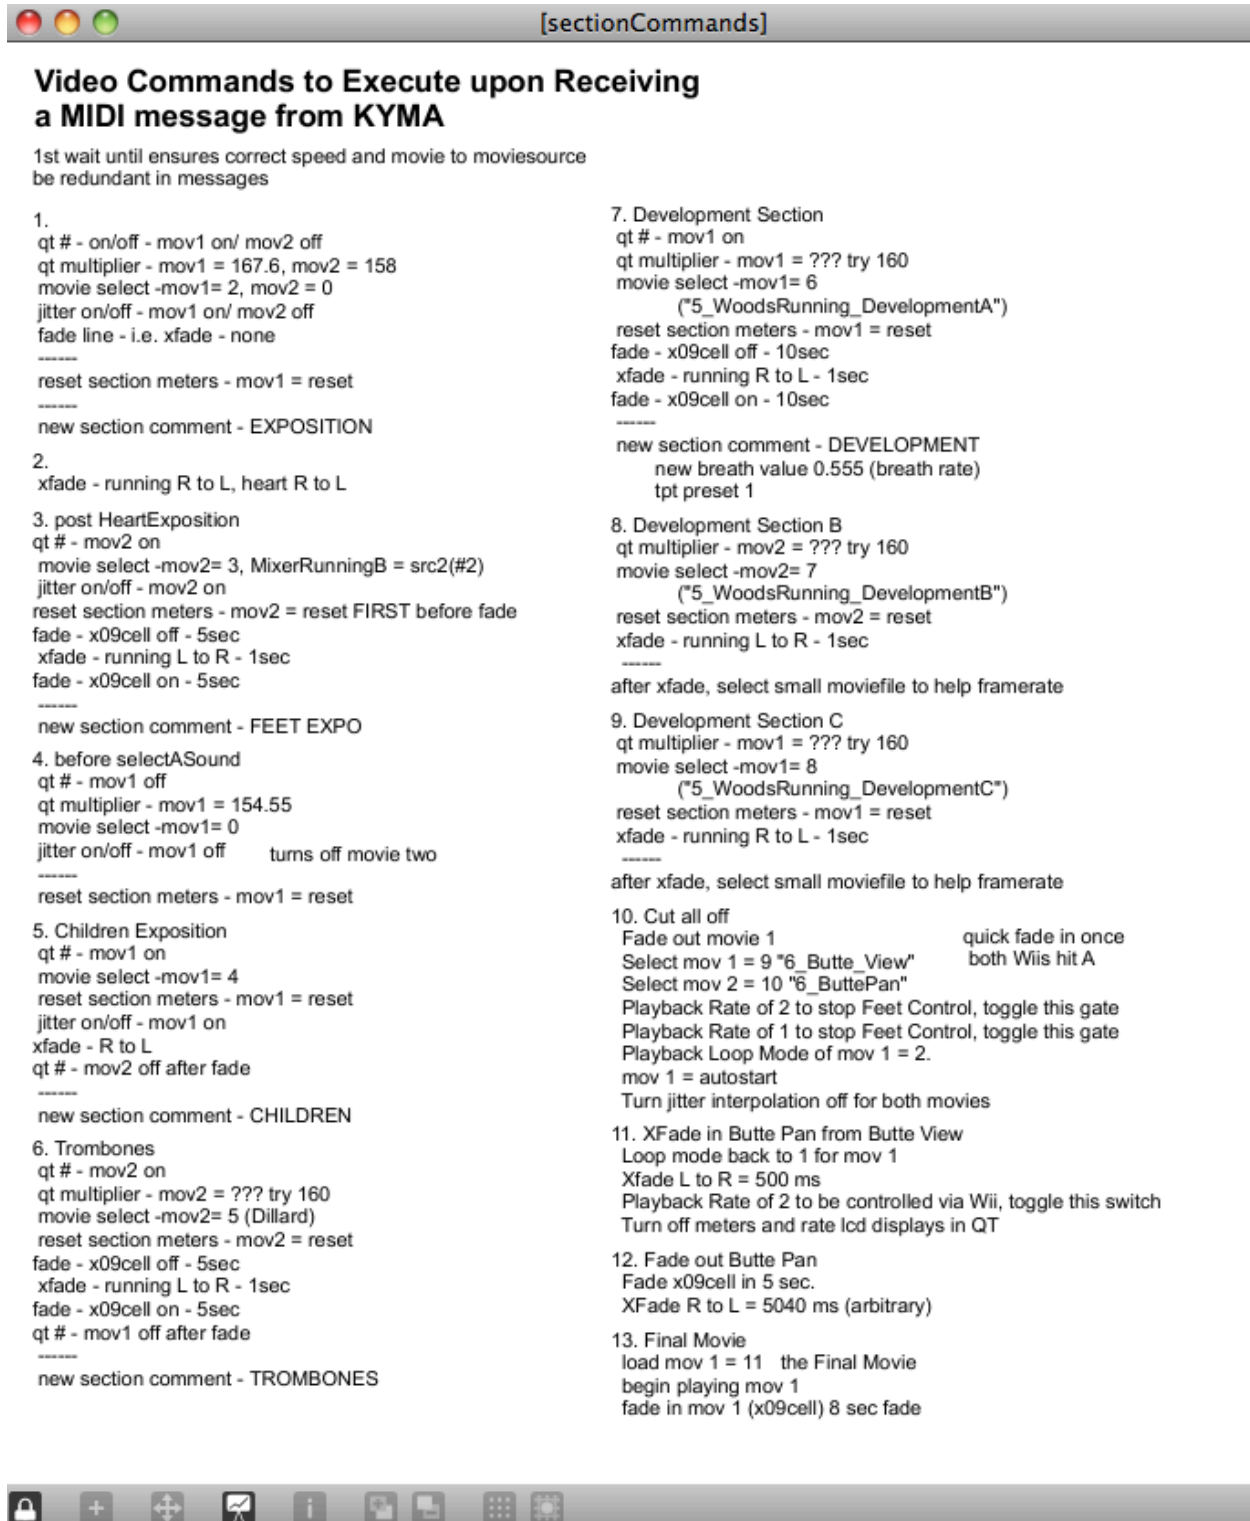 [sectionCommands]
Video Commands to Execute upon Receiving
a MIDI message from KYMA
1st wait until ensures correct speed and movie to moviesource
be redundant in messages
1.
qt # - on/off - mov1 on/ mov2 off
qt multiplier - mov1 = 167.6, mov2 = 158
movie select -mov1= 2, mov2 = 0
jitter on/off - mov1 on/ mov2 off
fade line - i.e. xfade - none
------
reset section meters - mov1 = reset
------
new section comment - EXPOSITION
2.
xfade - running R to L, heart R to L
3. post HeartExposition
qt # - mov2 on
movie select -mov2= 3, MixerRunningB = src2(#2)
jitter on/off - mov2 on
reset section meters - mov2 = reset FIRST before fade
fade - x09cell off - 5sec
xfade - running L to R - 1sec
fade - x09cell on - 5sec
------
new section comment - FEET EXPO
4. before selectASound
qt # - mov1 off
qt multiplier - mov1 = 154.55
movie select -mov1= 0
jitter on/off - mov1 off turns off movie two
------
reset section meters - mov1 = reset
5. Children Exposition
qt # - mov1 on
movie select -mov1= 4
reset section meters - mov1 = reset
jitter on/off - mov1 on
xfade - R to L
qt # - mov2 off after fade
------
new section comment - CHILDREN
6. Trombones
qt # - mov2 on
qt multiplier - mov2 = ??? try 160
movie select -mov2= 5 (Dillard)
reset section meters - mov2 = reset
fade - x09cell off - 5sec
xfade - running L to R - 1sec
fade - x09cell on - 5sec
qt # - mov1 off after fade
------
new section comment - TROMBONES
7. Development Section
qt # - mov1 on
qt multiplier - mov1 = ??? try 160
movie select -mov1= 6
("5_WoodsRunning_DevelopmentA")
reset section meters - mov1 = reset
fade - x09cell off - 10sec
xfade - running R to L - 1sec
fade - x09cell on - 10sec
------
new section comment - DEVELOPMENT
new breath value 0.555 (breath rate)
tpt preset 1
8. Development Section B
qt multiplier - mov2 = ??? try 160
movie select -mov2= 7
("5_WoodsRunning_DevelopmentB")
reset section meters - mov2 = reset
xfade - running L to R - 1sec
------
after xfade, select small moviefile to help framerate
9. Development Section C
qt multiplier - mov1 = ??? try 160
movie select -mov1= 8
("5_WoodsRunning_DevelopmentC")
reset section meters - mov1 = reset
xfade - running R to L - 1sec
------
after xfade, select small moviefile to help framerate
10. Cut all off
Fade out movie 1 quick fade in once
Select mov 1 = 9 "6_Butte_View" both Wiis hit A
Select mov 2 = 10 "6_ButtePan"
Playback Rate of 2 to stop Feet Control, toggle this gate
Playback Rate of 1 to stop Feet Control, toggle this gate
Playback Loop Mode of mov 1 = 2.
mov 1 = autostart
Turn jitter interpolation off for both movies
11. XFade in Butte Pan from Butte View
Loop mode back to 1 for mov 1
Xfade L to R = 500 ms
Playback Rate of 2 to be controlled via Wii, toggle this switch
Turn off meters and rate lcd displays in QT
12. Fade out Butte Pan
Fade x09cell in 5 sec.
XFade R to L = 5040 ms (arbitrary)
13. Final Movie
load mov 1 = 11 the Final Movie
begin playing mov 1
fade in mov 1 (x09cell) 8 sec fade